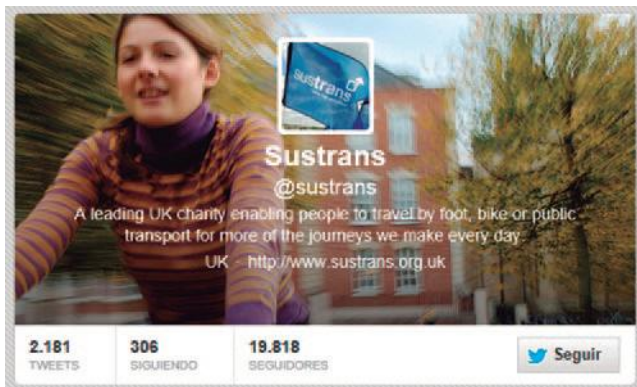 sustrans
Sustrans
@sustrans
A leading UK charity enabling people to travel by foot, bike or public
transport for more of the journeys we make every day.
UK - http://www.sustrans.org.uk
2.181
TWEETS
306
SIGUIENDO
19.818
SEGUIDORES
Seguir